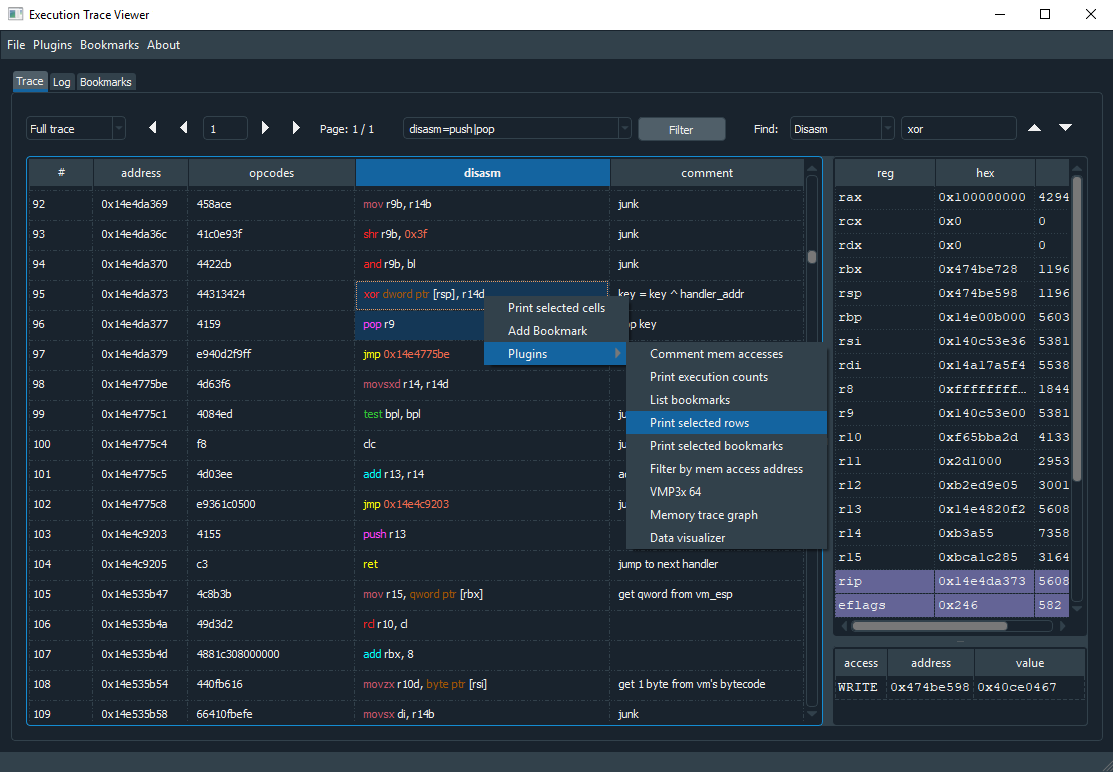 Execution Trace Viewer
File Plugins Bookmarks About
Trace Log Bookmarks
Full trace 1 Page: 1 / 1 disasm=push|pop Filter Find: Disasm xor
# address opcodes disasm comment
92 0x14e4da369 458ace mov r9b, r14b junk
93 0x14e4da36c 41c0e93f shr r9b, 0x3f junk
94 0x14e4da370 4422cb and r9b, bl junk
95 0x14e4da373 44313424 xor dword ptr [rsp], r14d key = key ^ handler_addr
96 0x14e4da377 4159 pop r9 key
97 0x14e4da379 e940d2f9ff jmp 0x14e4775be
98 0x14e4775be 4d63f6 movsxd r14, r14d
99 0x14e4775c1 4084ed test bpl, bpl
100 0x14e4775c4 f8 clc
101 0x14e4775c5 4d03ee add r13, r14
102 0x14e4775c8 e9361c0500 jmp 0x14e4c9203
103 0x14e4c9203 4155 push r13
104 0x14e4c9205 c3 ret jump to next handler
105 0x14e535b47 4c8b3b mov r15, qword ptr [rbx] get qword from vm_esp
106 0x14e535b4a 49d3d2 rcl r10, cl
107 0x14e535b4d 4881c308000000 add rbx, 8
108 0x14e535b54 440fb616 movzx r10d, byte ptr [rsi] get 1 byte from vm's bytecode
109 0x14e535b58 66410fbefe movsx di, r14b junk
Print selected cells
Add Bookmark
Plugins
Comment mem accesses
Print execution counts
List bookmarks
Print selected rows
Print selected bookmarks
Filter by mem access address
VMP3x 64
Memory trace graph
Data visualizer
reg hex
rax 0x100000000 4294
rcx 0x0 0
rdx 0x0 0
rbx 0x474be728 1196
rsp 0x474be598 1196
rbp 0x14e00b000 5603
rsi 0x140c53e36 5381
rdi 0x14a17a5f4 5538
r8 0xffffffff... 1844
r9 0x140c53e00 5381
r10 0xf65bba2d 4133
r11 0x2d1000 2953
r12 0xb2ed9e05 3001
r13 0x14e4820f2 5608
r14 0xb3a55 7358
r15 0xbca1c285 3164
rip 0x14e4da373 5608
eflags 0x246 582
access address value
WRITE 0x474be598 0x40ce0467